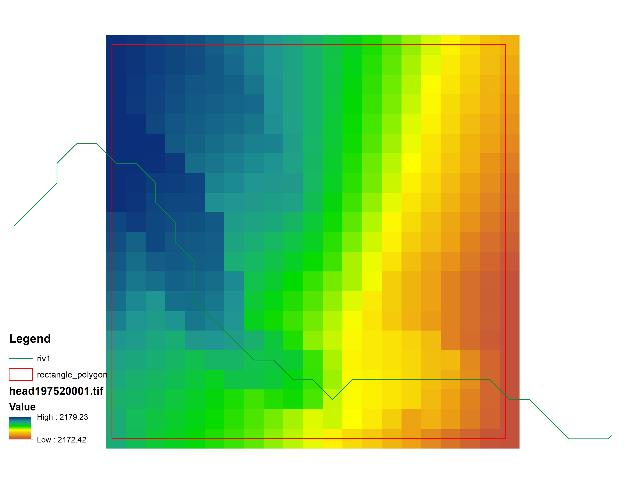 Legend
riv1
rectangle_polygon
head197520001.tif
Value
High : 2179.23
Low : 2172.42